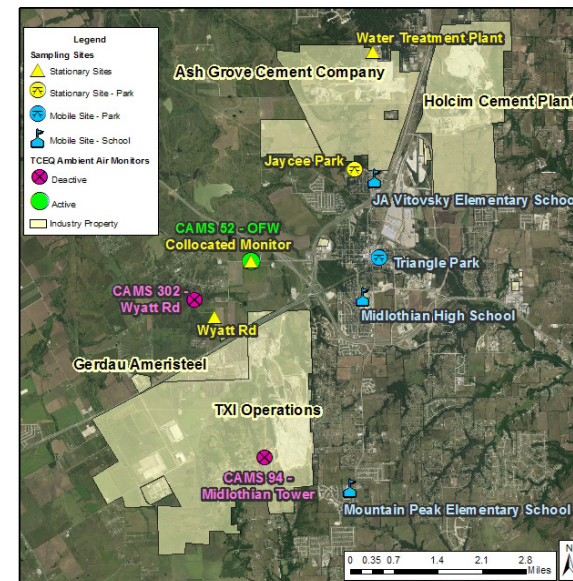 Legend
Sampling Sites
Stationary Sites
Stationary Site - Park
Mobile Site - Park
Mobile Site - School
TCEQ Ambient Air Monitors
Deactive
Active
Industry Property
Water Treatment Plant
Ash Grove Cement Company
Holcim Cement Plant
Jaycee Park
JA Vitovsky Elementary School
CAMS 52 - OFW
Collocated Monitor
Triangle Park
CAMS 302 -
Wyatt Rd
Wyatt Rd
Midlothian High School
Gerdau Ameristeel
TXI Operations
CAMS 94 -
Midlothian Tower
Mountain Peak Elementary School
0 0.35 0.7 1.4 2.1 2.8
Miles
N